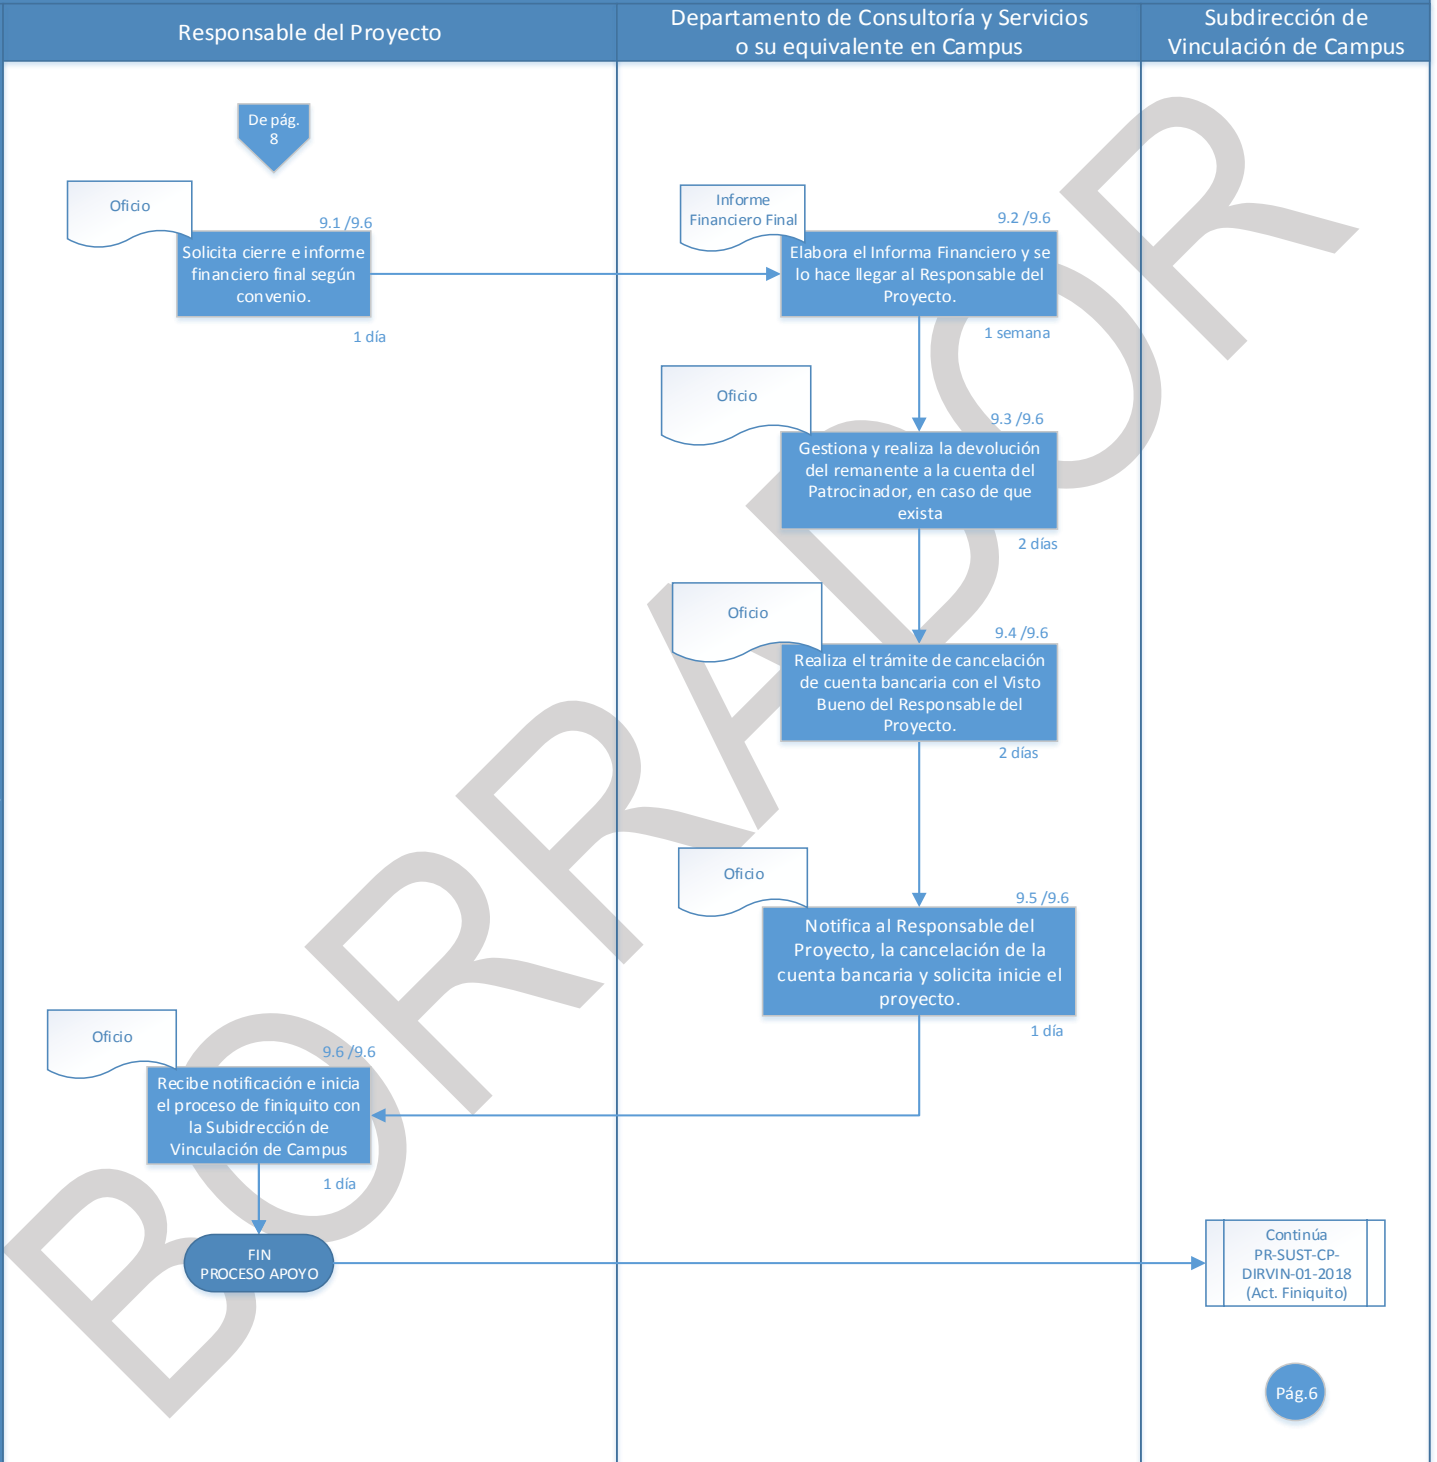 Responsable del Proyecto
Departamento de Consultoría y Servicios
o su equivalente en Campus
Subdirección de
Vinculación de Campus
De pág.
8
Oficio
9.1 /9.6
Solicita cierre e informe
financiero final según
convenio.
1 día
Informe
Financiero Final
9.2 /9.6
Elabora el Informa Financiero y se
lo hace llegar al Responsable del
Proyecto.
1 semana
Oficio
9.3 /9.6
Gestiona y realiza la devolución
del remanente a la cuenta del
Patrocinador, en caso de que
exista
2 días
Oficio
9.4 /9.6
Realiza el trámite de cancelación
de cuenta bancaria con el Visto
Bueno del Responsable del
Proyecto.
2 días
Oficio
9.5 /9.6
Notifica al Responsable del
Proyecto, la cancelación de la
cuenta bancaria y solicita inicie el
proyecto.
1 día
Oficio
9.6 /9.6
Recibe notificación e inicia
el proceso de finiquito con
la Subidrección de
Vinculación de Campus
1 día
FIN
PROCESO APOYO
Continúa
PR-SUST-CP-
DIRVIN-01-2018
(Act. Finiquito)
Pág.6
BORRADOR